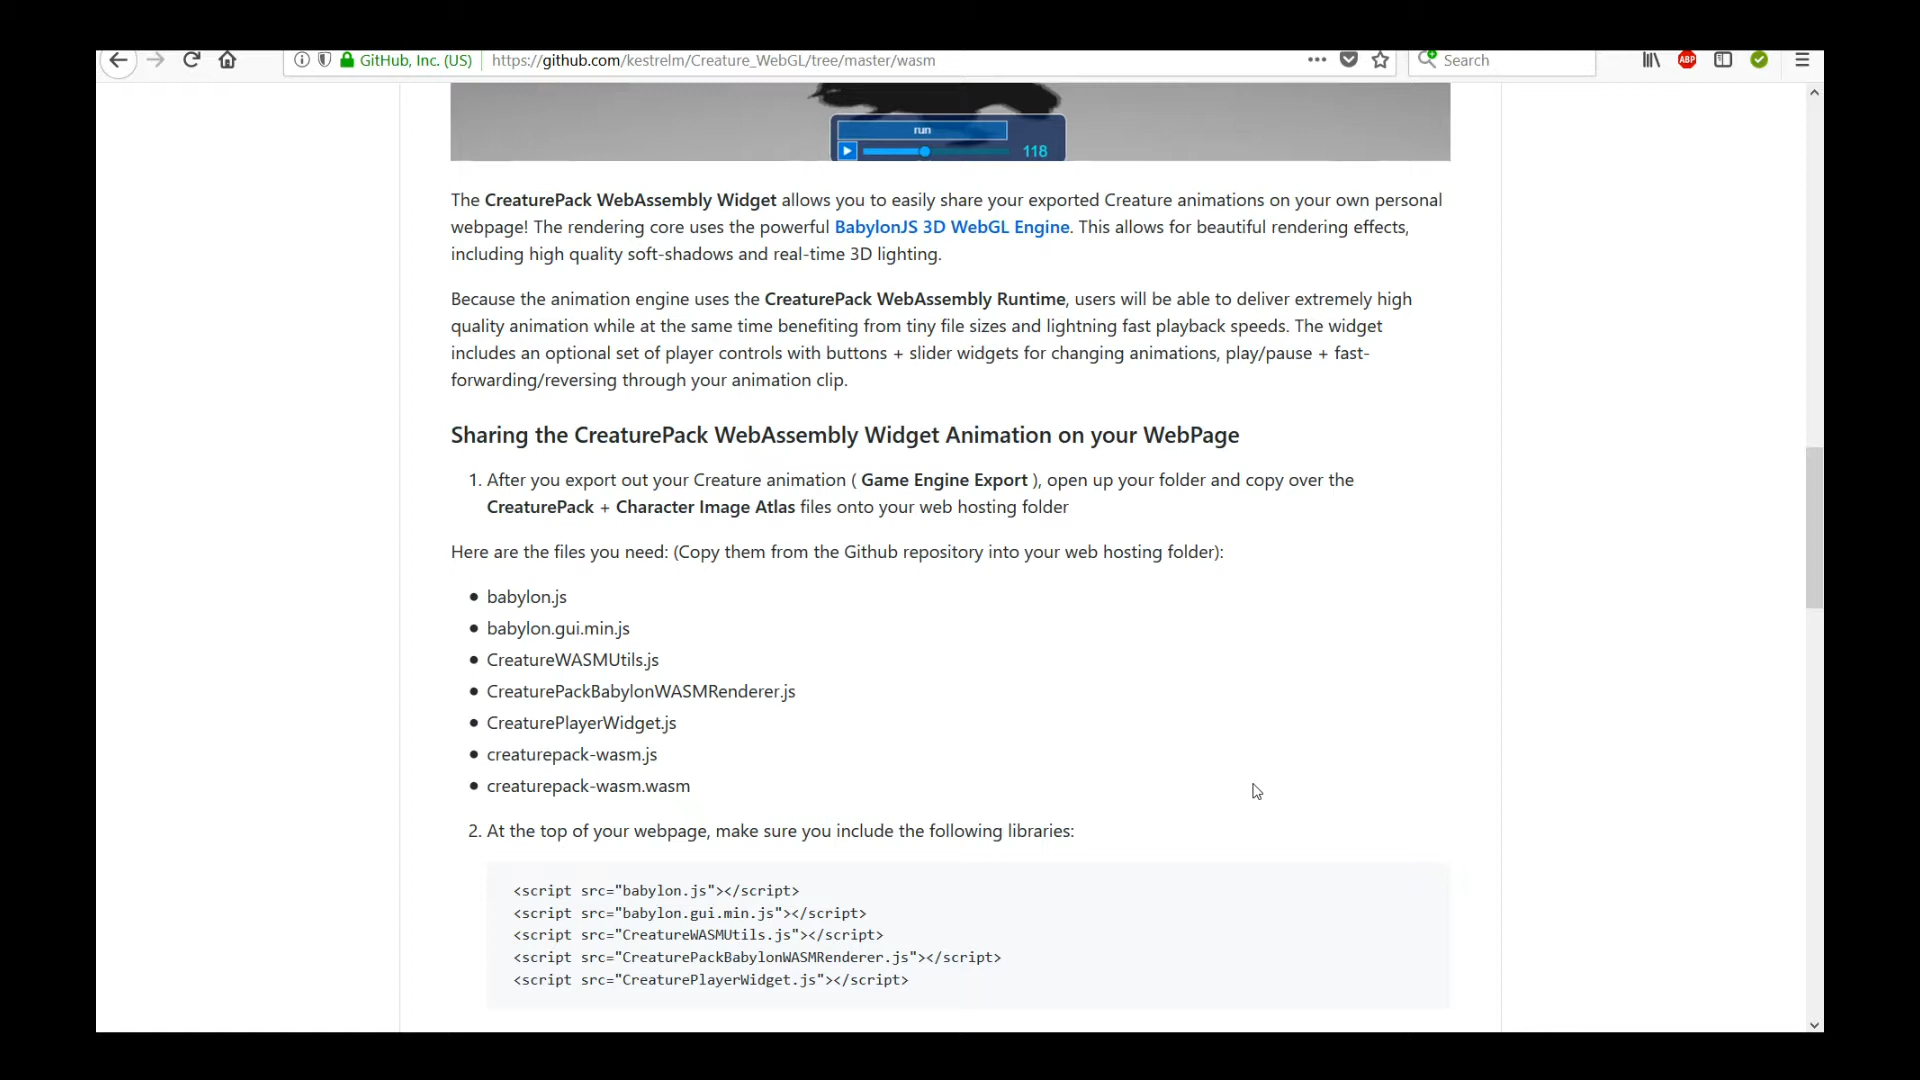 GitHub, Inc. (US) https://github.com/kestrelm/Creature_WebGL/tree/master/wasm Search ABP
run
118
The CreaturePack WebAssembly Widget allows you to easily share your exported Creature animations on your own personal
webpage! The rendering core uses the powerful BabylonJS 3D WebGL Engine. This allows for beautiful rendering effects,
including high quality soft-shadows and real-time 3D lighting.
Because the animation engine uses the CreaturePack WebAssembly Runtime, users will be able to deliver extremely high
quality animation while at the same time benefiting from tiny file sizes and lightning fast playback speeds. The widget
includes an optional set of player controls with buttons + slider widgets for changing animations, play/pause + fast-
forwarding/reversing through your animation clip.
Sharing the CreaturePack WebAssembly Widget Animation on your WebPage
1. After you export out your Creature animation ( Game Engine Export ), open up your folder and copy over the
CreaturePack + Character Image Atlas files onto your web hosting folder
Here are the files you need: (Copy them from the Github repository into your web hosting folder):
• babylon.js
• babylon.gui.min.js
• CreatureWASMUtils.js
• CreaturePackBabylonWASMRenderer.js
• CreaturePlayerWidget.js
• creaturepack-wasm.js
• creaturepack-wasm.wasm
2. At the top of your webpage, make sure you include the following libraries:
<script src="babylon.js"></script>
<script src="babylon.gui.min.js"></script>
<script src="CreatureWASMUtils.js"></script>
<script src="CreaturePackBabylonWASMRenderer.js"></script>
<script src="CreaturePlayerWidget.js"></script>